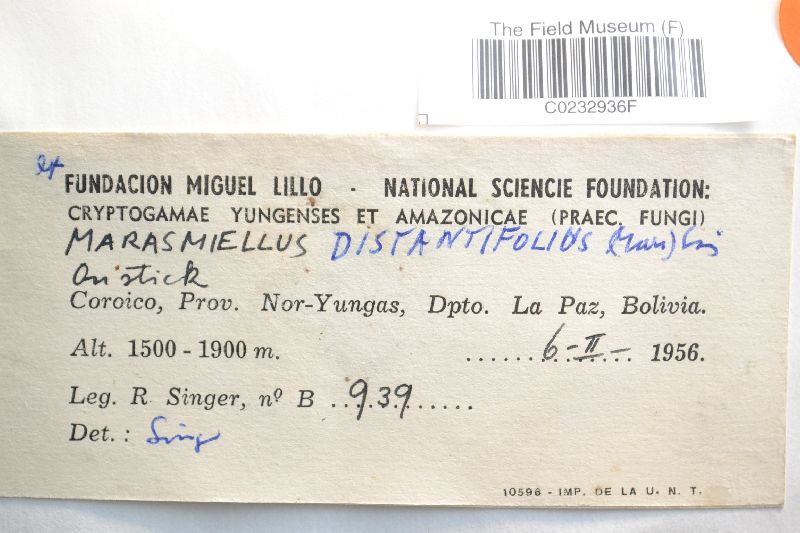 The Field Museum (F)
C0232936F
FUNDACION MIGUEL LILLO - NATIONAL SCIENCIE FOUNDATION:
CRYPTOGAMAE YUNGENSES ET AMAZONICAE (PRAEC. FUNGI)
MARASMIELLUS DISTANTIFOLIUS (Murr.) Sing
On stick
Coroico, Prov. Nor-Yungas, Dpto. La Paz, Bolivia.
Alt. 1500 - 1900 m. ......6-II-.. 1956.
Leg. R. Singer, nº B ..939......
Det. : Sing
10596 - IMP. DE LA U. N. T.